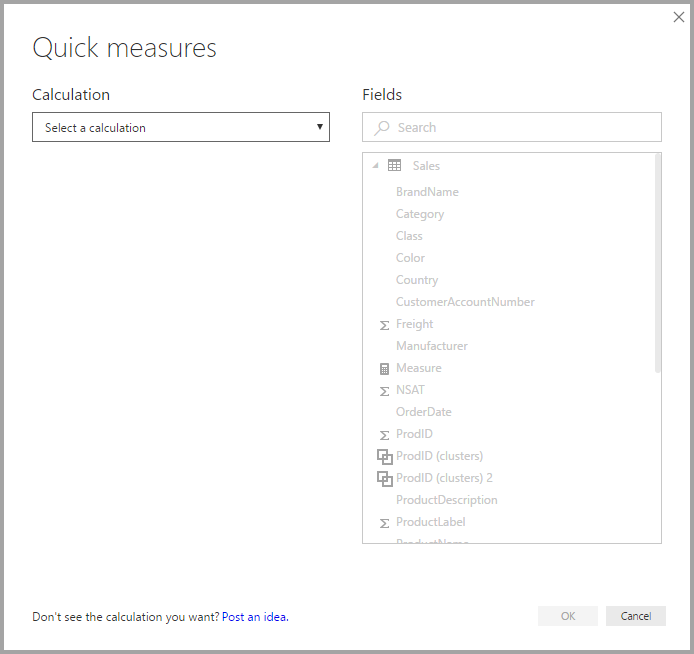 Quick measures
Calculation
Select a calculation
Fields
Search
Sales
BrandName
Category
Class
Color
Country
CustomerAccountNumber
Freight
Manufacturer
Measure
NSAT
OrderDate
ProdID
ProdID (clusters)
ProdID (clusters) 2
ProductDescription
ProductLabel
ProductName
Don't see the calculation you want? Post an idea.
OK
Cancel